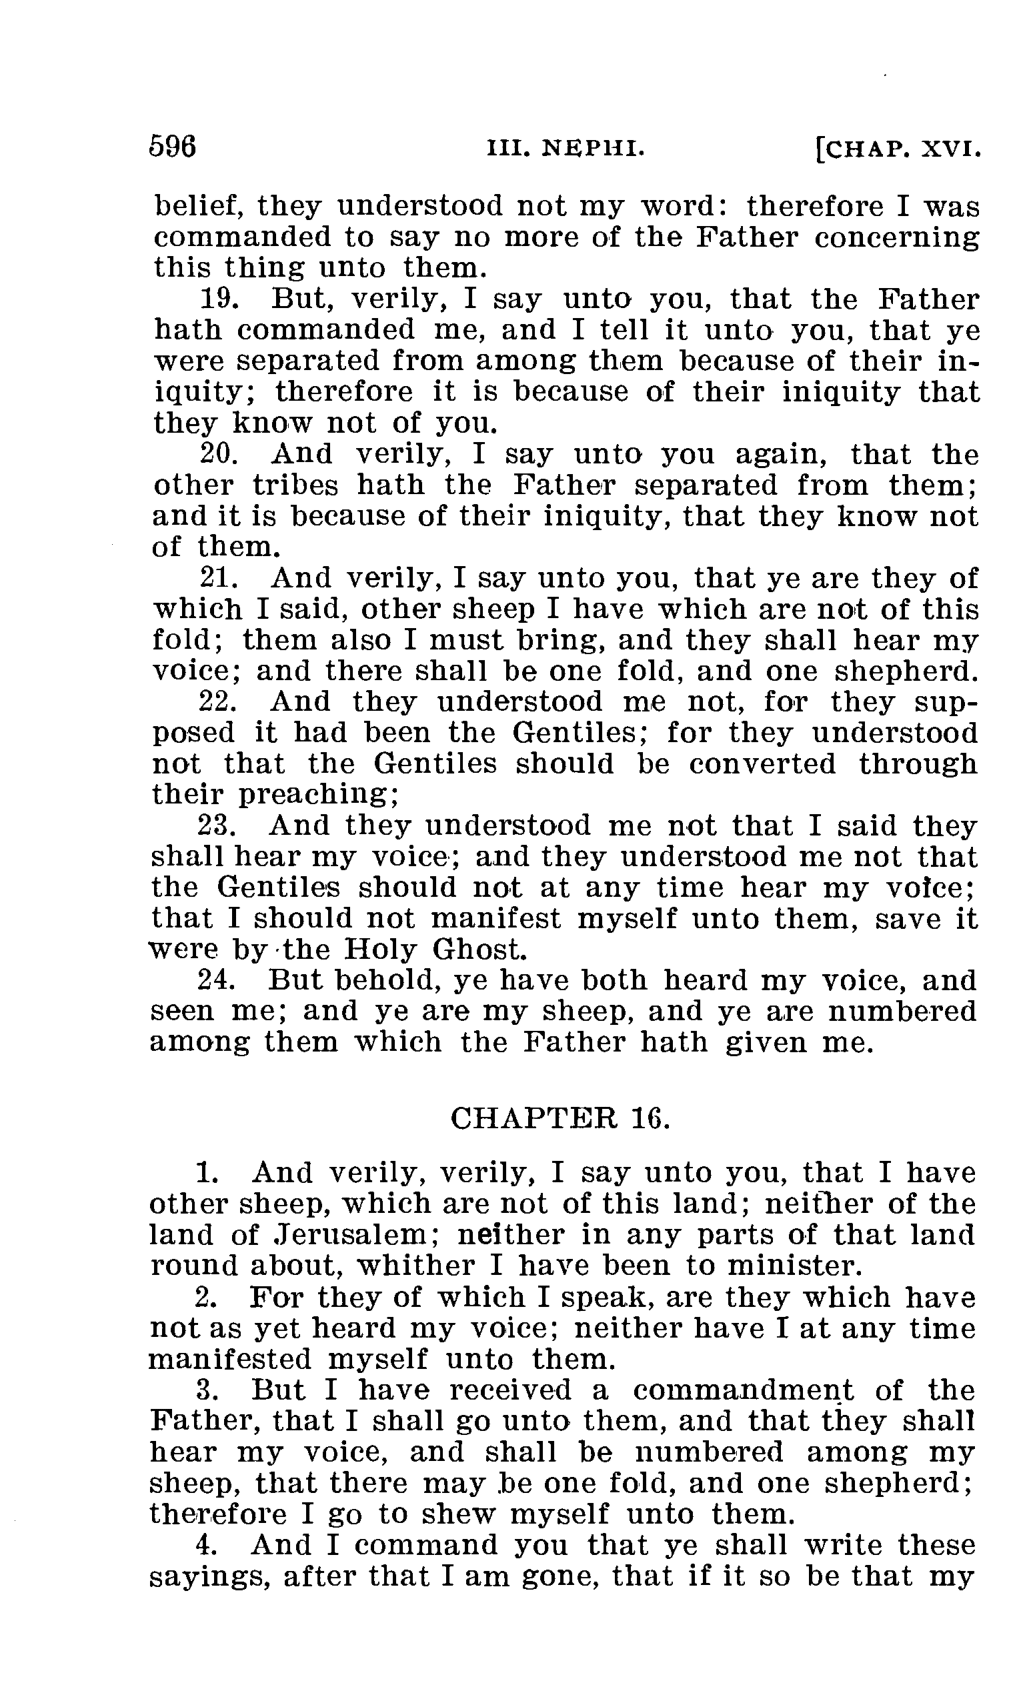 596 III. NEPHI. [CHAP. XVI.
belief, they understood not my word: therefore I was
commanded to say no more of the Father concerning
this thing unto them.
19. But, verily, I say unto you, that the Father
hath commanded me, and I tell it unto you, that ye
were separated from among them because of their in-
iquity; therefore it is because of their iniquity that
they know not of you.
20. And verily, I say unto you again, that the
other tribes hath the Father separated from them;
and it is because of their iniquity, that they know not
of them.
21. And verily, I say unto you, that ye are they of
which I said, other sheep I have which are not of this
fold; them also I must bring, and they shall hear my
voice; and there shall be one fold, and one shepherd.
22. And they understood me not, for they sup-
posed it had been the Gentiles; for they understood
not that the Gentiles should be converted through
their preaching;
23. And they understood me not that I said they
shall hear my voice; and they understood me not that
the Gentiles should not at any time hear my voice;
that I should not manifest myself unto them, save it
were by the Holy Ghost.
24. But behold, ye have both heard my voice, and
seen me; and ye are my sheep, and ye are numbered
among them which the Father hath given me.
CHAPTER 16.
1. And verily, verily, I say unto you, that I have
other sheep, which are not of this land; neither of the
land of Jerusalem; neither in any parts of that land
round about, whither I have been to minister.
2. For they of which I speak, are they which have
not as yet heard my voice; neither have I at any time
manifested myself unto them.
3. But I have received a commandment of the
Father, that I shall go unto them, and that they shall
hear my voice, and shall be numbered among my
sheep, that there may be one fold, and one shepherd;
therefore I go to shew myself unto them.
4. And I command you that ye shall write these
sayings, after that I am gone, that if it so be that my